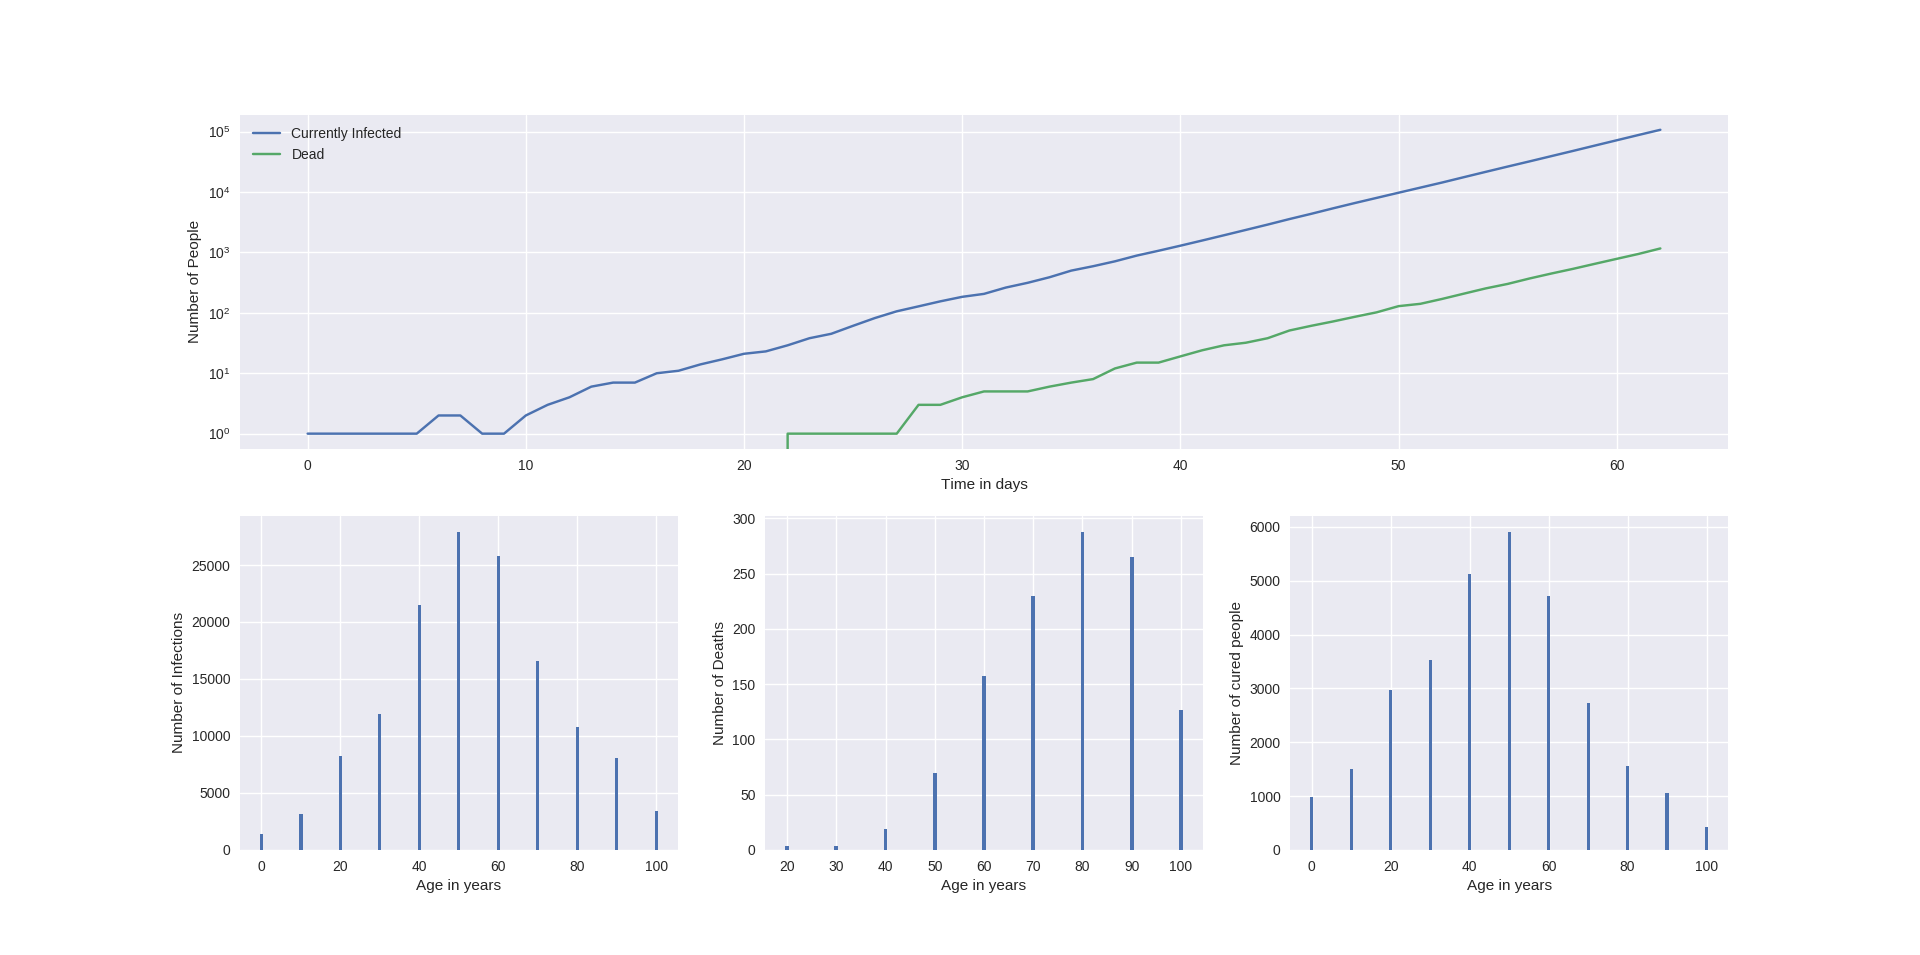 Currently Infected
Dead
10⁵
10⁴
10³
10²
10¹
10⁰
Number of People
0 10 20 30 40 50 60
Time in days
25000
20000
15000
10000
5000
0
Number of Infections
0 20 40 60 80 100
Age in years
300
250
200
150
100
50
0
Number of Deaths
20 30 40 50 60 70 80 90 100
Age in years
6000
5000
4000
3000
2000
1000
0
Number of cured people
0 20 40 60 80 100
Age in years